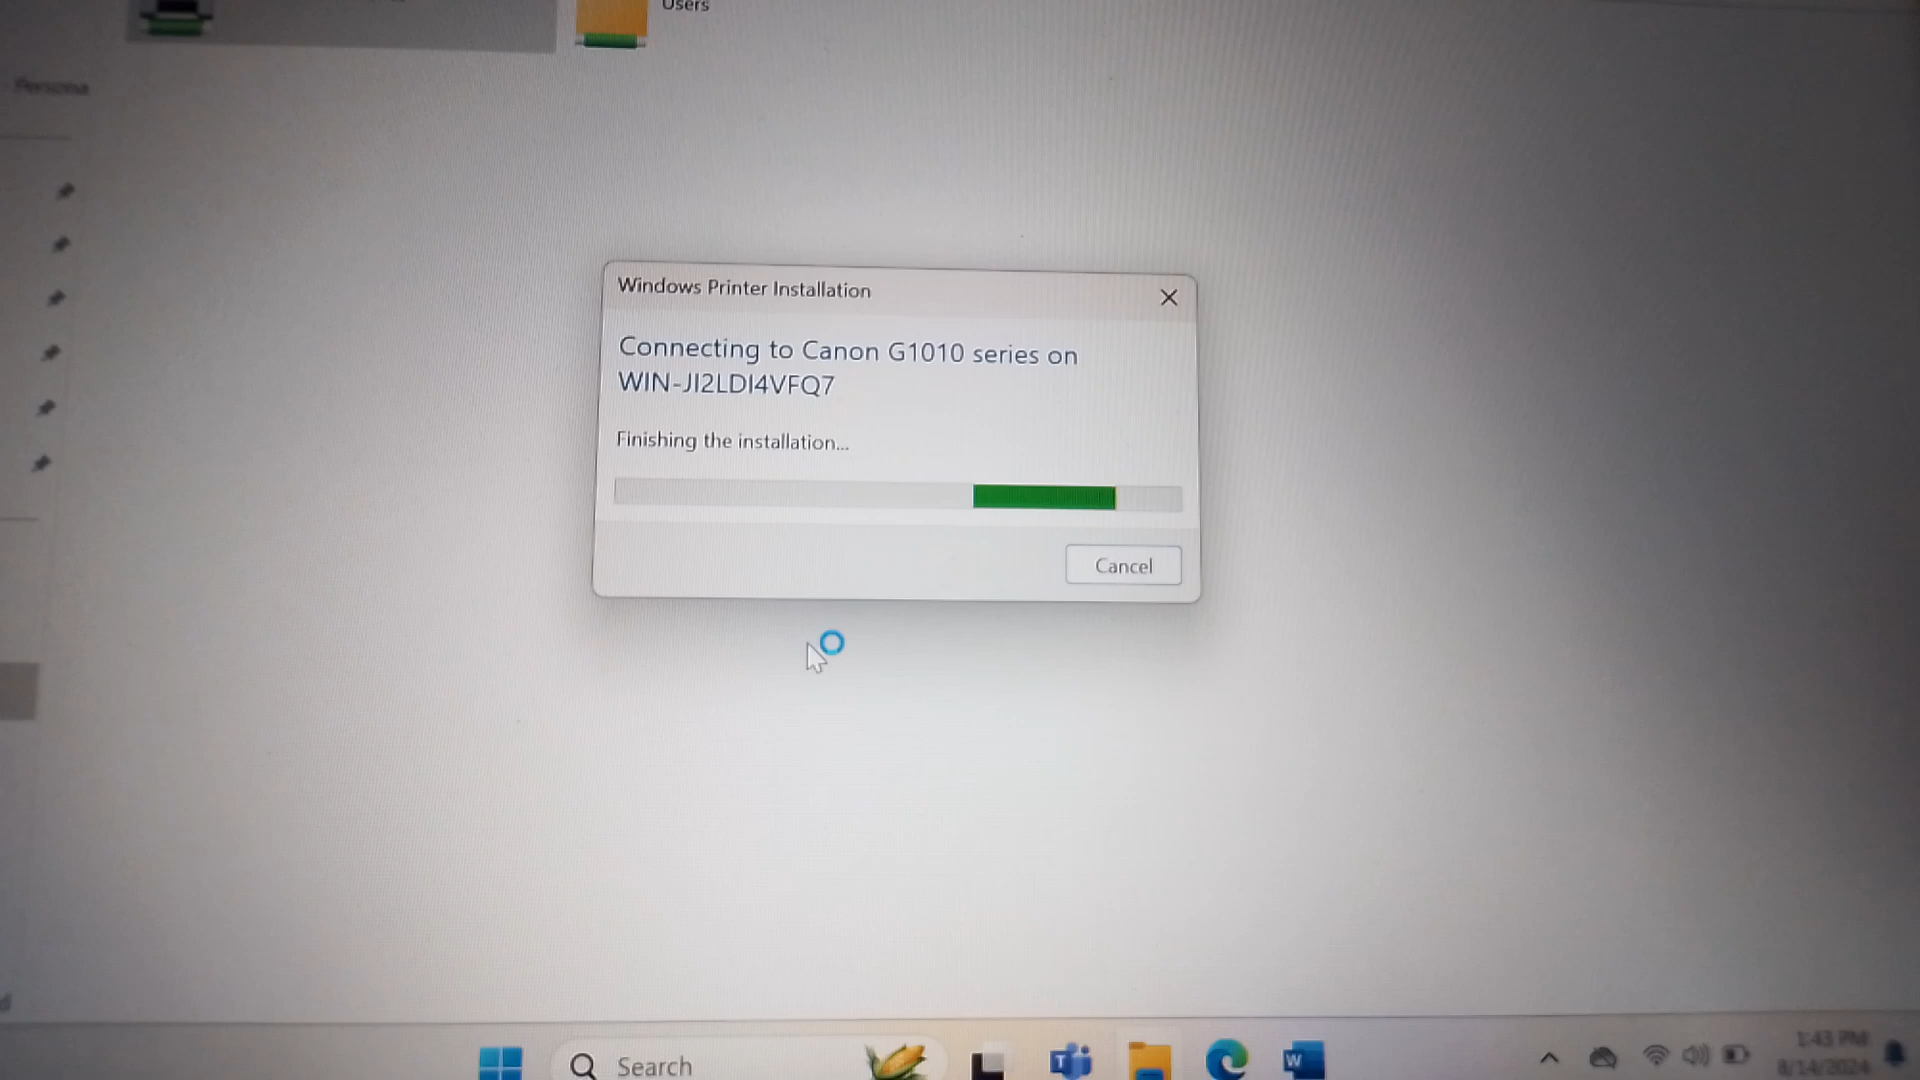 Users
Persona
Windows Printer Installation
Connecting to Canon G1010 series on
WIN-JI2LDI4VFQ7
Finishing the installation...
Cancel
Search
1:43 PM
8/14/2024